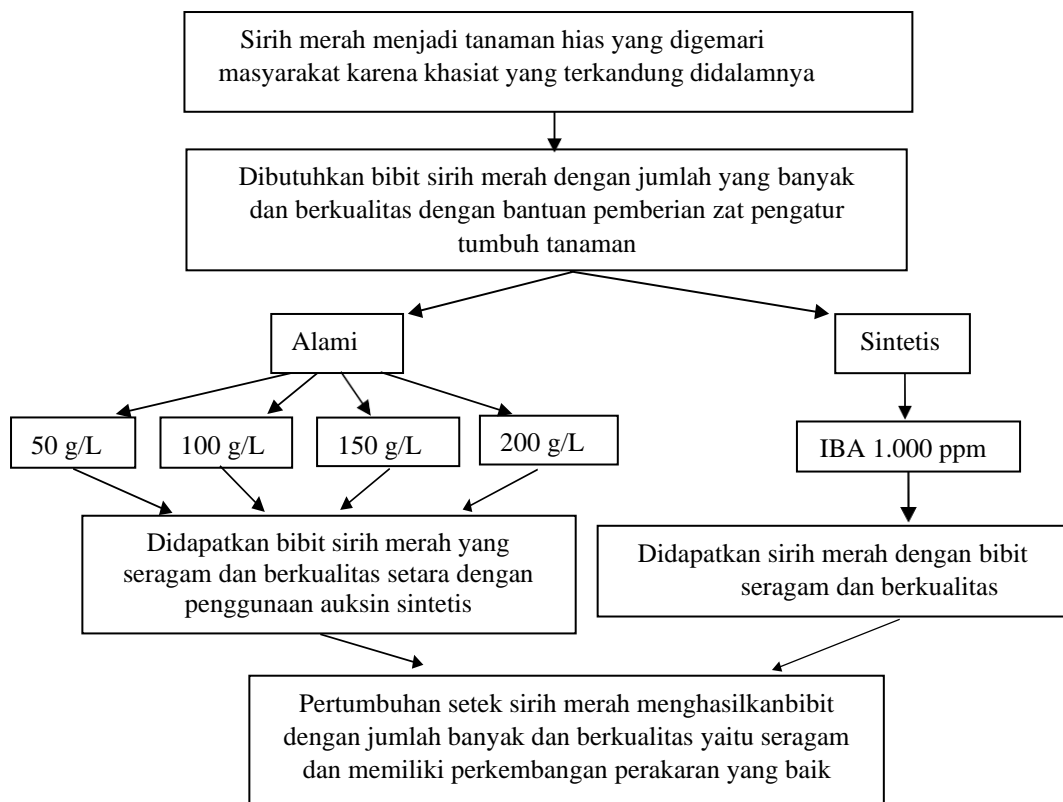 Sirih merah menjadi tanaman hias yang digemari
masyarakat karena khasiat yang terkandung didalamnya
Dibutuhkan bibit sirih merah dengan jumlah yang banyak
dan berkualitas dengan bantuan pemberian zat pengatur
tumbuh tanaman
Alami
Sintetis
50 g/L
100 g/L
150 g/L
200 g/L
IBA 1.000 ppm
Didapatkan bibit sirih merah yang
seragam dan berkualitas setara dengan
penggunaan auksin sintetis
Didapatkan sirih merah dengan bibit
seragam dan berkualitas
Pertumbuhan setek sirih merah menghasilkanbibit
dengan jumlah banyak dan berkualitas yaitu seragam
dan memiliki perkembangan perakaran yang baik